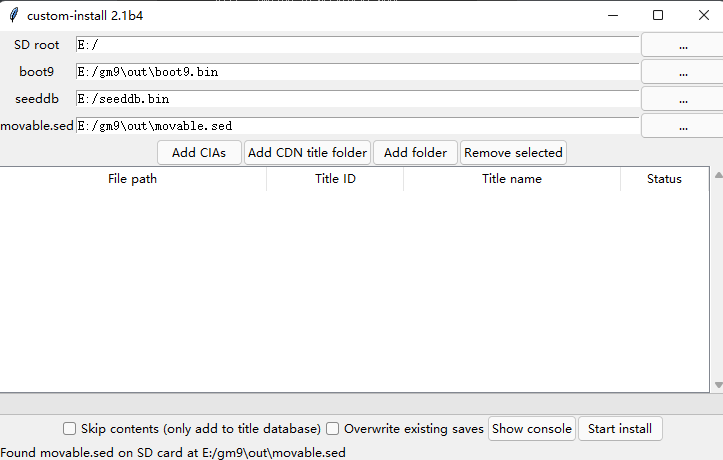 custom-install 2.1b4
SD root E:/ ...
boot9 E:/gm9\out\boot9.bin ...
seeddb E:/seeddb.bin ...
movable.sed E:/gm9\out\movable.sed ...
Add CIAs Add CDN title folder Add folder Remove selected
File path Title ID Title name Status
Skip contents (only add to title database) Overwrite existing saves Show console Start install
Found movable.sed on SD card at E:/gm9\out\movable.sed